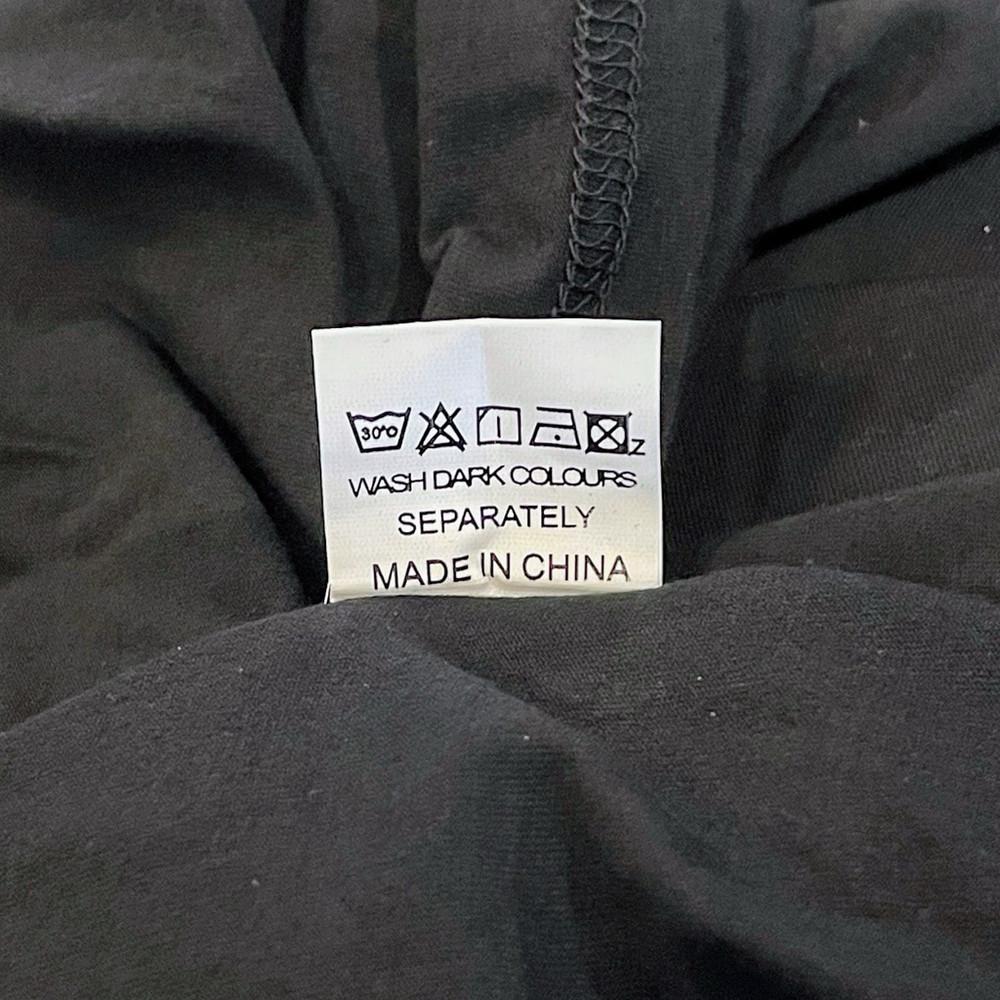 30°
WASH DARK COLOURS
SEPARATELY
MADE IN CHINA